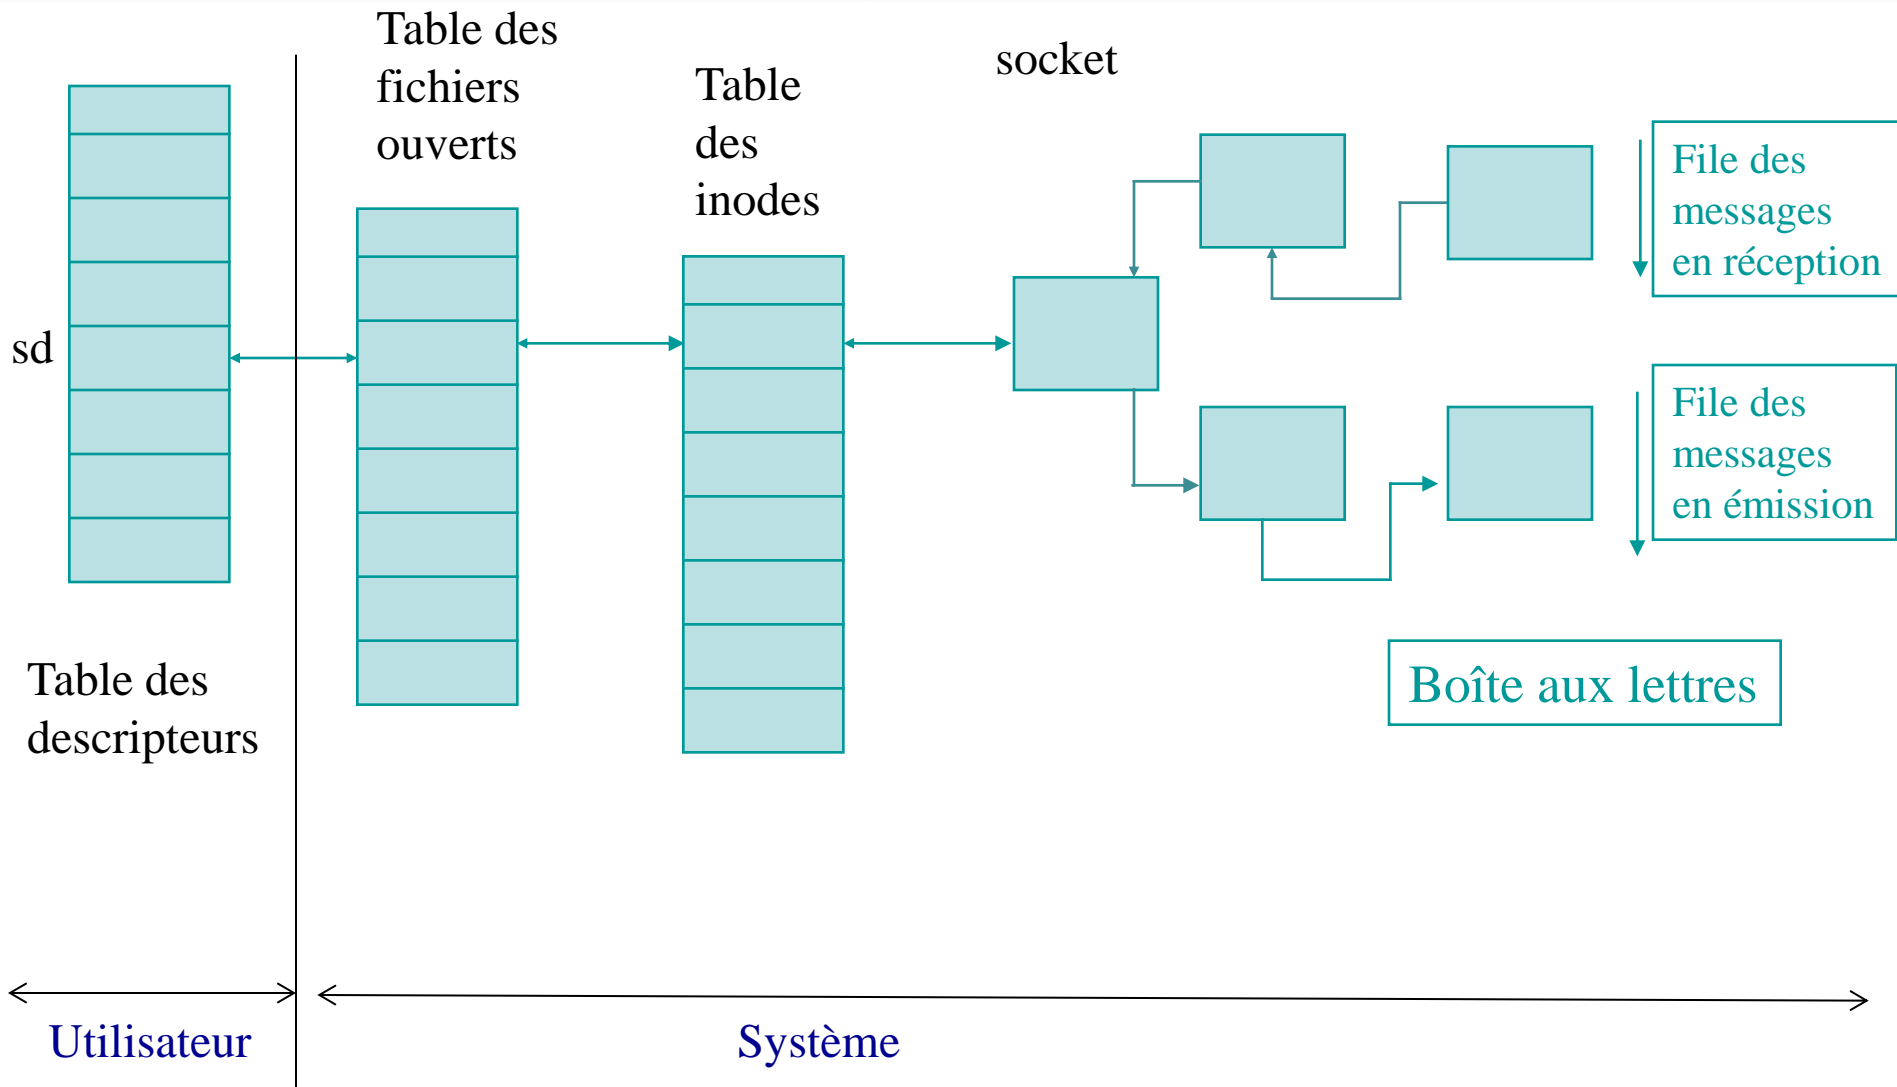 Table des
fichiers
ouverts
Table
des
inodes
socket
File des
messages
en réception
sd
File des
messages
en émission
Table des
descripteurs
Boîte aux lettres
Utilisateur
Système